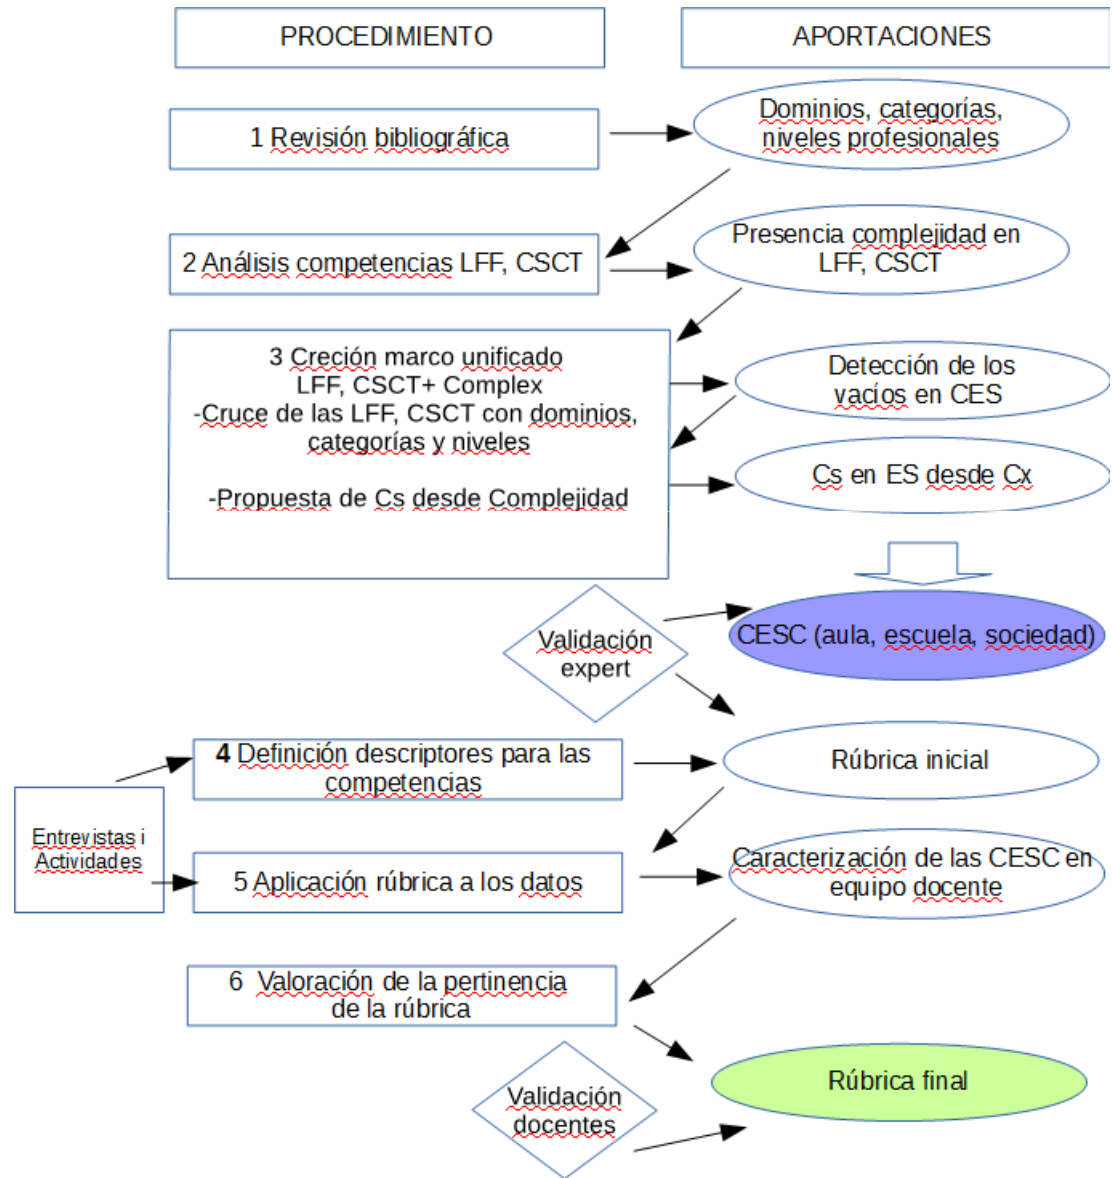 PROCEDIMIENTO
APORTACIONES
1 Revisión bibliográfica
Dominios, categorías,
niveles profesionales
2 Análisis competencias LFF, CSCT
Presencia complejidad en
LFF, CSCT
3 Creción marco unificado
LFF, CSCT+ Complex
-Cruce de las LFF, CSCT con dominios,
categorías y niveles
-Propuesta de Cs desde Complejidad
Detección de los
vacíos en CES
Cs en ES desde Cx
Validación
expert
CESC (aula, escuela, sociedad)
4 Definición descriptores para las
competencias
Rúbrica inicial
Entrevistas i
Actividades
5 Aplicación rúbrica a los datos
Caracterización de las CESC en
equipo docente
6 Valoración de la pertinencia
de la rúbrica
Validación
docentes
Rúbrica final